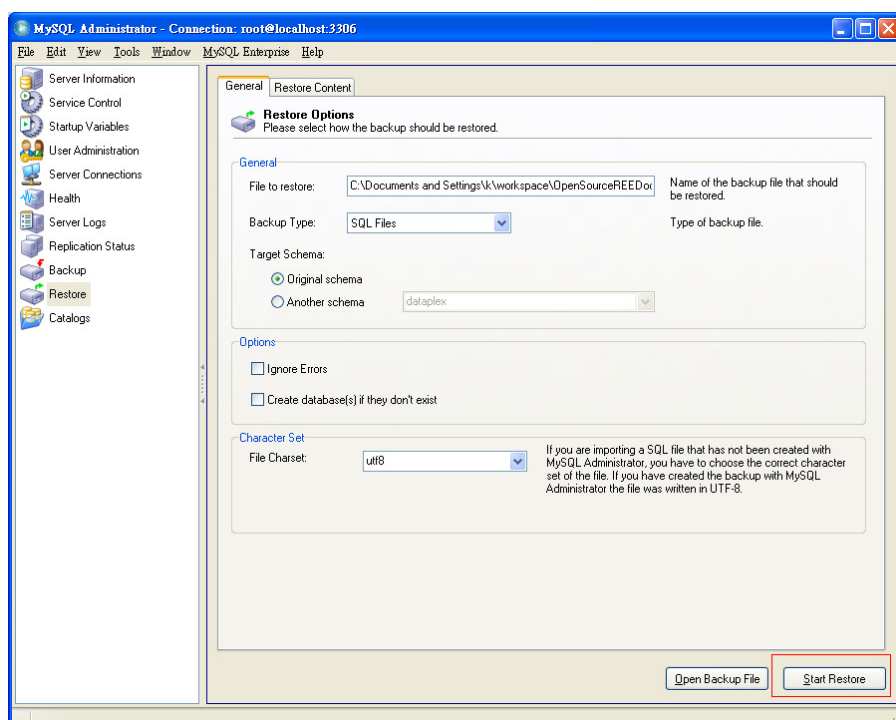 MySQL Administrator - Connection: root@localhost:3306
File Edit View Tools Window MySQL Enterprise Help
Server Information
Service Control
Startup Variables
User Administration
Server Connections
Health
Server Logs
Replication Status
Backup
Restore
Catalogs
General Restore Content
Restore Options
Please select how the backup should be restored.
General
File to restore: C:\Documents and Settings\k\workspace\OpenSourceREEDoc Name of the backup file that should
be restored.
Backup Type: SQL Files Type of backup file.
Target Schema:
Original schema
Another schema dataplex
Options
Ignore Errors
Create database(s) if they don't exist
Character Set
File Charset: utf8
If you are importing a SQL file that has not been created with
MySQL Administrator, you have to choose the correct character
set of the file. If you have created the backup with MySQL
Administrator the file was written in UTF-8.
Open Backup File Start Restore